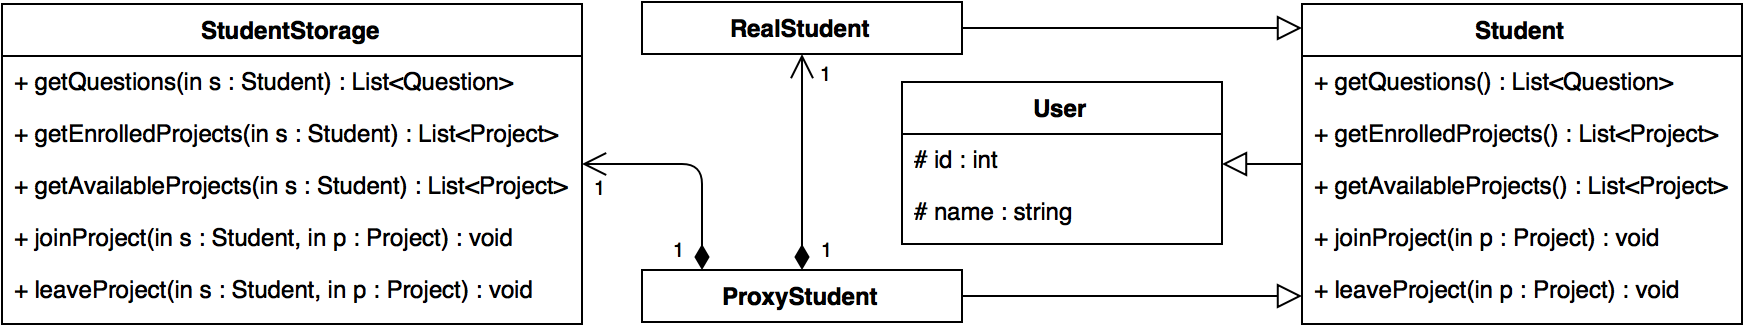 StudentStorage
+ getQuestions(in s : Student) : List<Question>
+ getEnrolledProjects(in s : Student) : List<Project>
+ getAvailableProjects(in s : Student) : List<Project>
+ joinProject(in s : Student, in p : Project) : void
+ leaveProject(in s : Student, in p : Project) : void
RealStudent
1
User
# id : int
# name : string
1
1
1
ProxyStudent
Student
+ getQuestions() : List<Question>
+ getEnrolledProjects() : List<Project>
+ getAvailableProjects() : List<Project>
+ joinProject(in p : Project) : void
+ leaveProject(in p : Project) : void